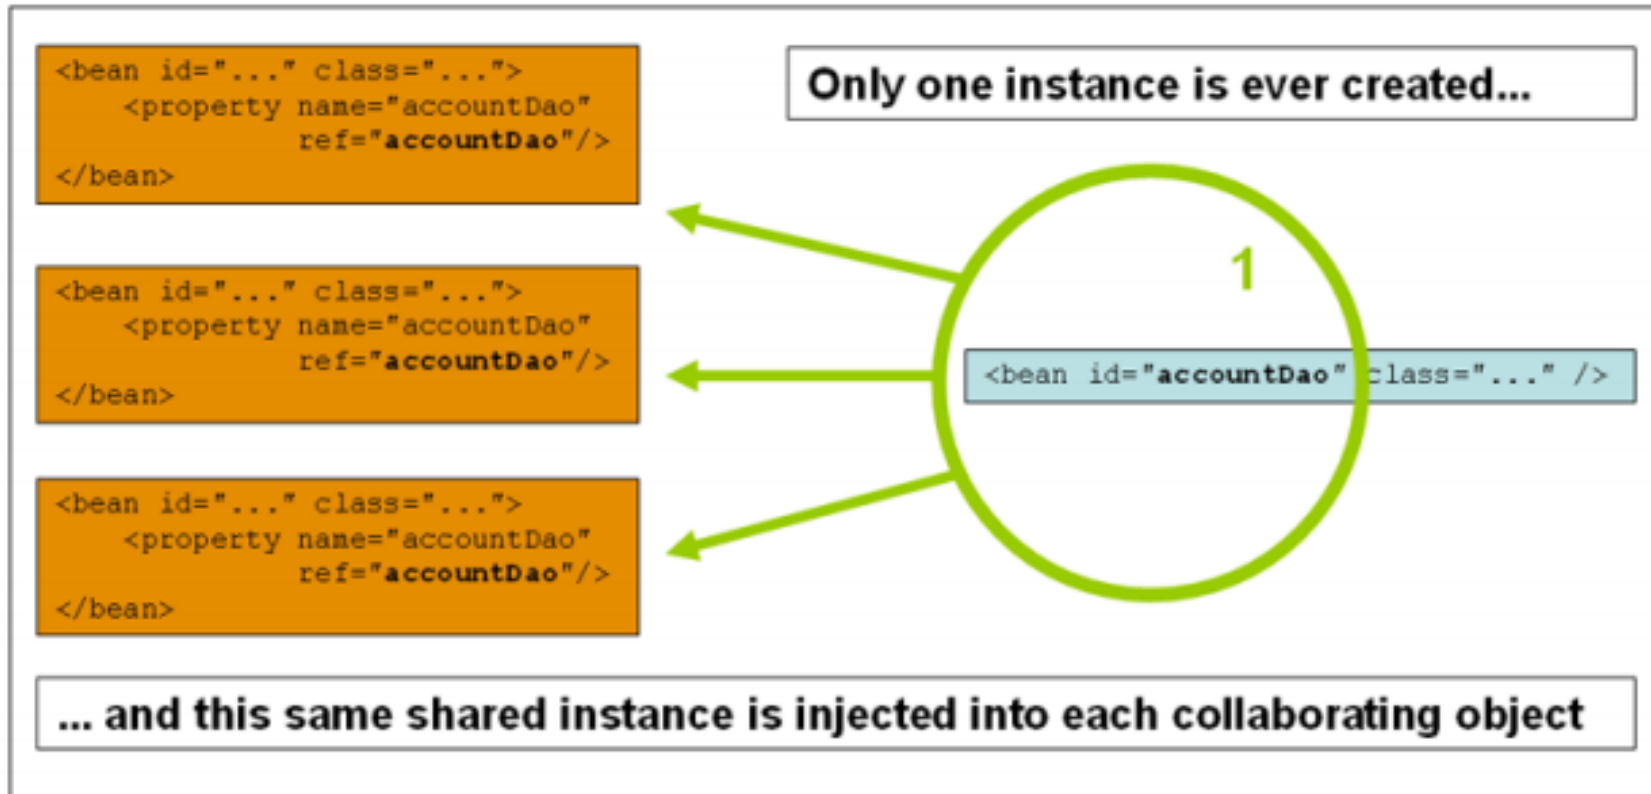 <bean id="..." class="...">
<property name="accountDao"
ref="accountDao"/>
</bean>
Only one instance is ever created...
<bean id="..." class="...">
<property name="accountDao"
ref="accountDao"/>
</bean>
1
<bean id="accountDao" class="..." />
<bean id="..." class="...">
<property name="accountDao"
ref="accountDao"/>
</bean>
... and this same shared instance is injected into each collaborating object